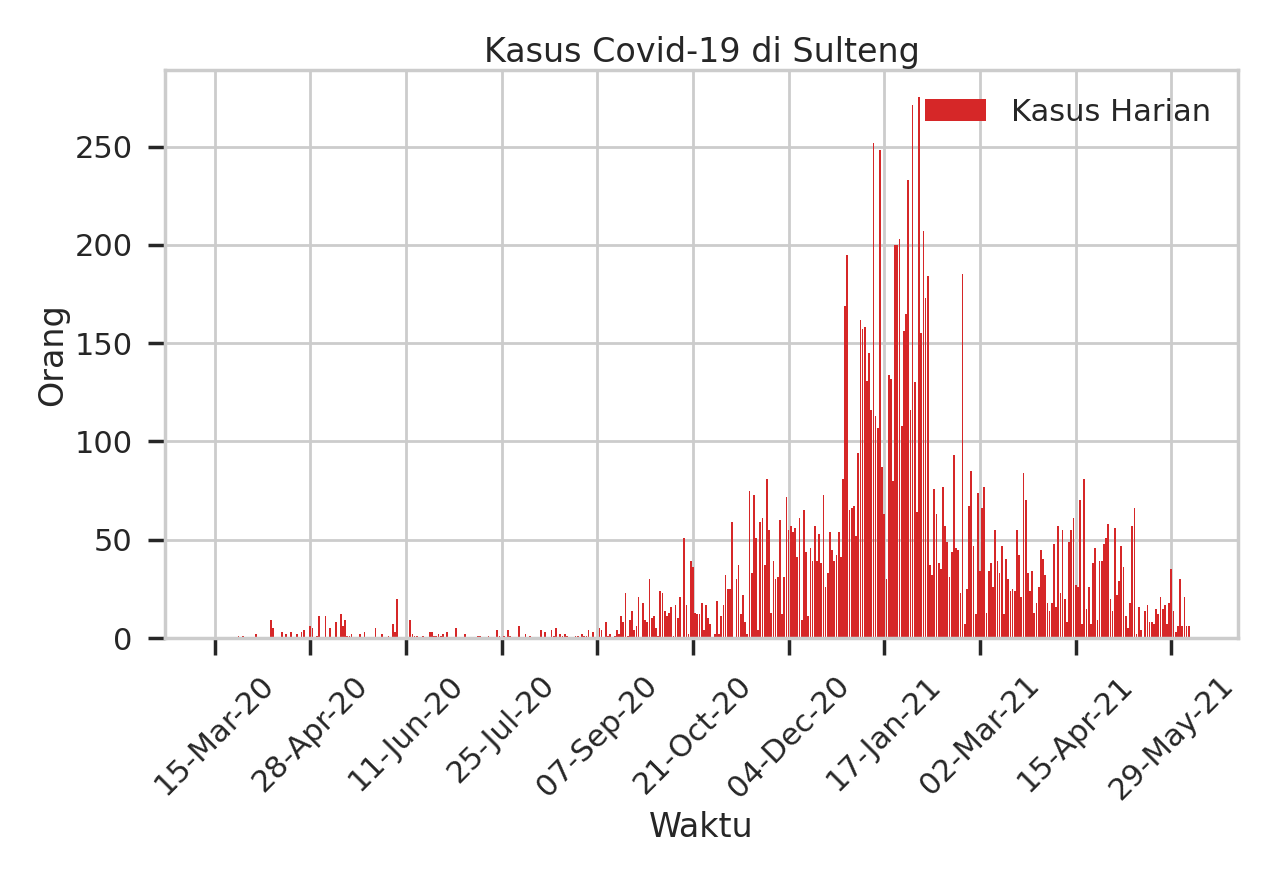 Kasus Covid-19 di Sulteng
Kasus Harian
Orang
250
200
150
100
50
0
15-Mar-20
28-Apr-20
11-Jun-20
25-Jul-20
07-Sep-20
21-Oct-20
04-Dec-20
17-Jan-21
02-Mar-21
15-Apr-21
29-May-21
Waktu